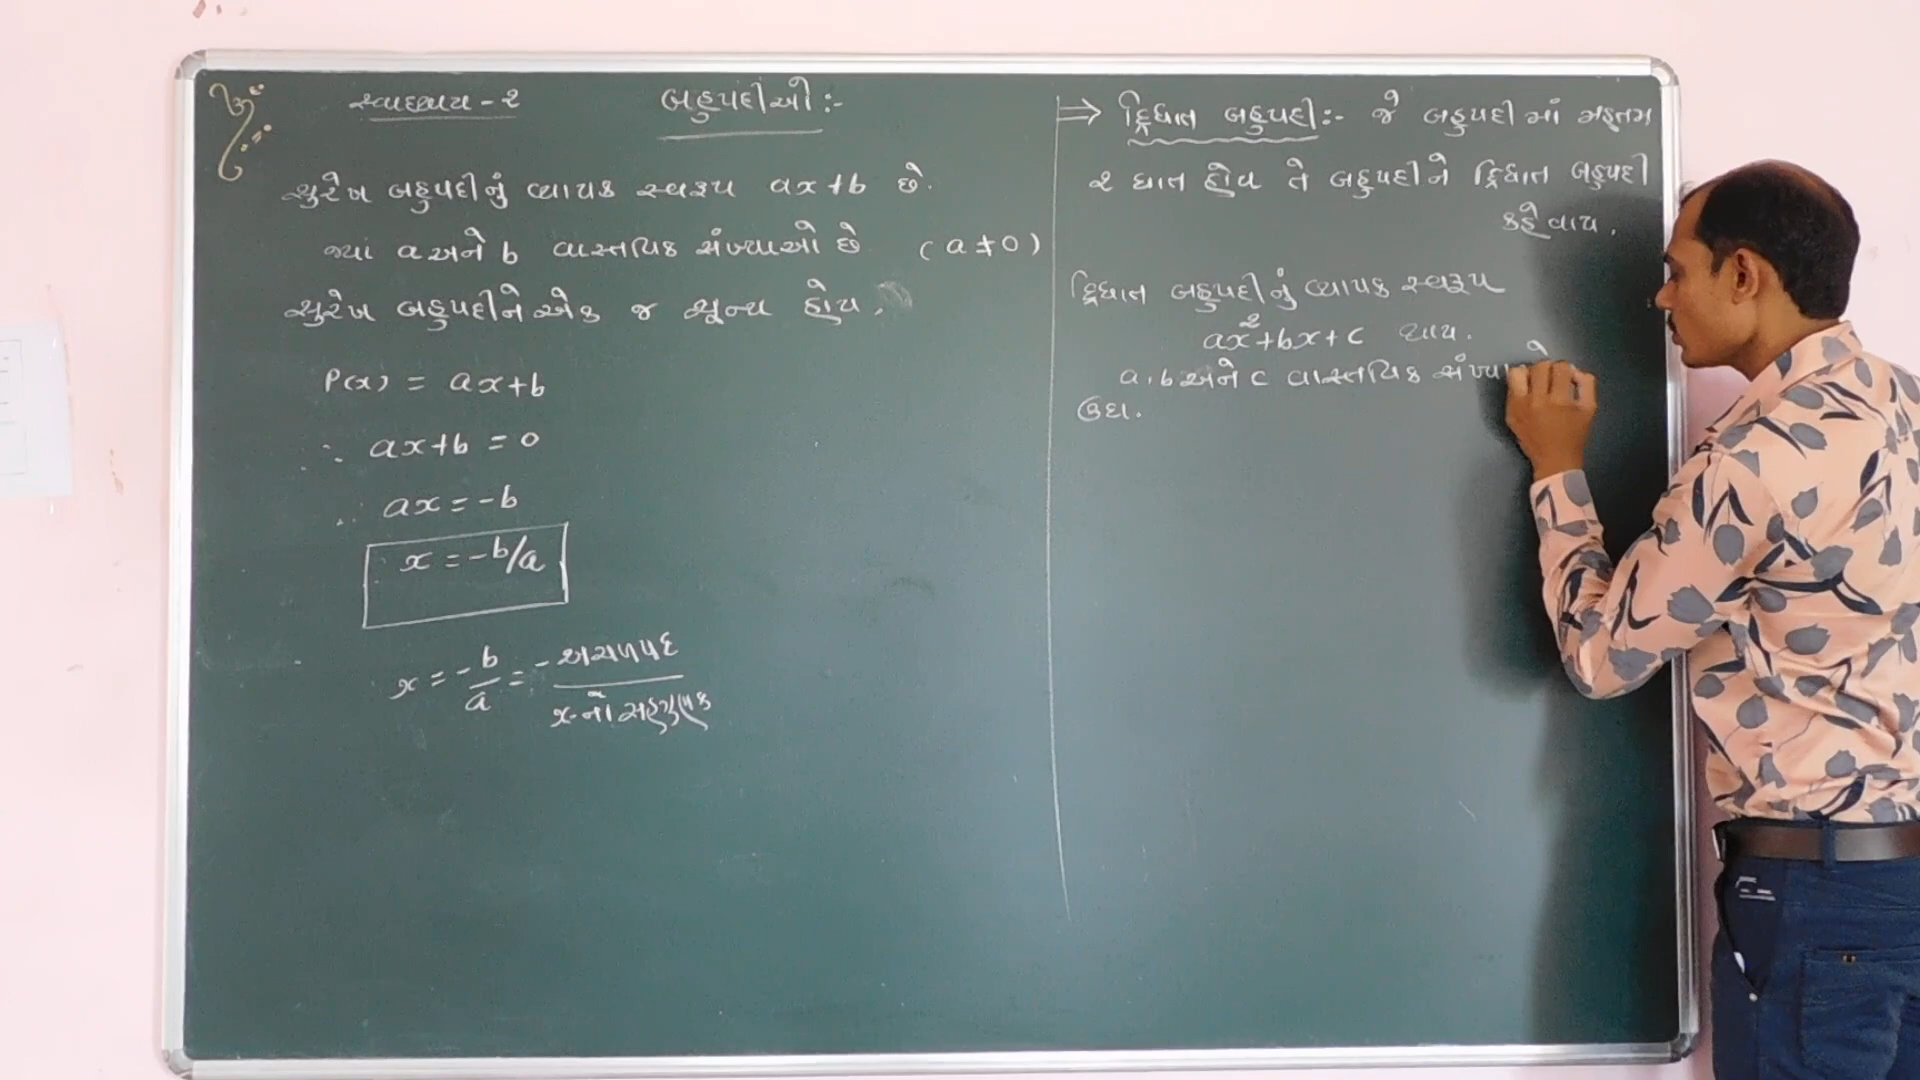 સ્વાધ્યાય - ૨ બહુપદીઓ :-
સુરેખ બહુપદીનું વ્યાપક સ્વરૂપ ax+b છે.
જ્યાં a અને b વાસ્તવિક સંખ્યાઓ છે (a ≠ 0)
સુરેખ બહુપદીને એક જ શૂન્ય હોય.
P(x) = ax+b
∴ ax+b = 0
∴ ax = -b
x = -b/a
x = -b/a = - અચળપદ / x નો સહગુણક
⇒ દ્વિઘાત બહુપદી :- જે બહુપદી માં મહતમ
૨ ઘાત હોય તે બહુપદીને દ્વિઘાત બહુપદી
કહેવાય.
દ્વિઘાત બહુપદીનું વ્યાપક સ્વરૂપ
ax²+bx+c થાય.
a, b અને c વાસ્તવિક
ઉદા.